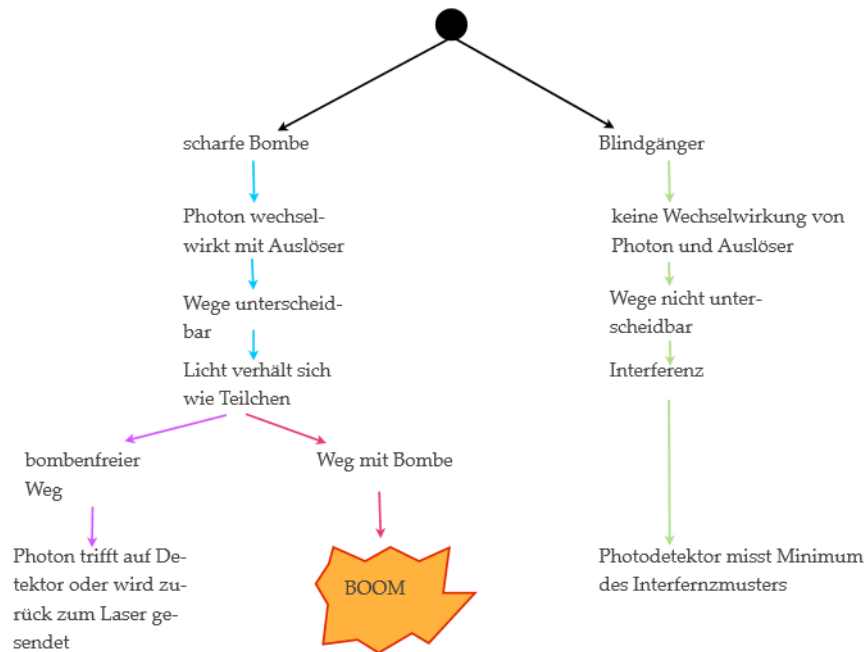 scharfe Bombe
Blindgänger
Photon wechsel-
wirkt mit Auslöser
keine Wechselwirkung von
Photon und Auslöser
Wege unterscheid-
bar
Wege nicht unter-
scheidbar
Licht verhält sich
wie Teilchen
Interferenz
bombenfreier
Weg
Weg mit Bombe
Photon trifft auf De-
tektor oder wird zu-
rück zum Laser ge-
sendet
BOOM
Photodetektor misst Minimum
des Interfernzmusters